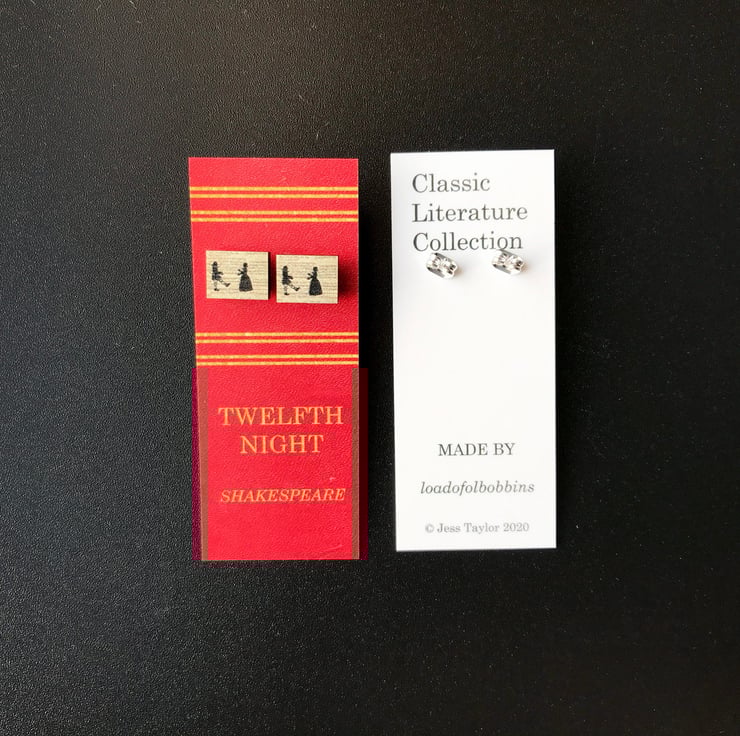 TWELFTH
NIGHT
SHAKESPEARE
Classic
Literature
Collection
MADE BY
loadofolbobbins
© Jess Taylor 2020